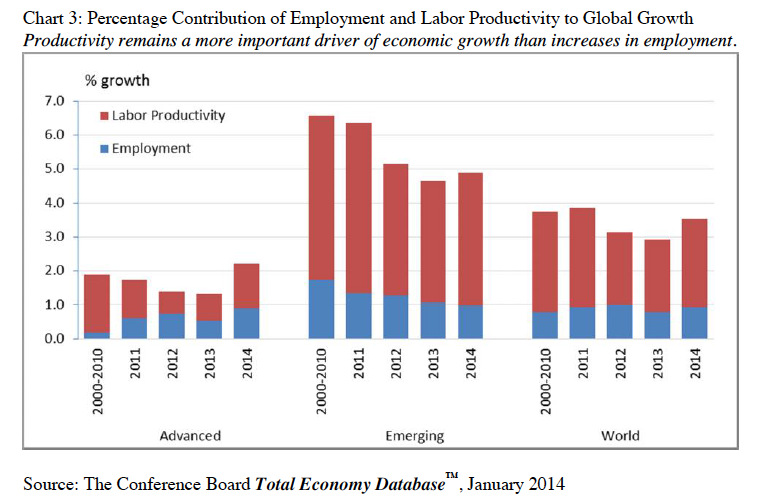 Chart 3: Percentage Contribution of Employment and Labor Productivity to Global Growth
Productivity remains a more important driver of economic growth than increases in employment.
% growth
7.0
6.0
5.0
4.0
3.0
2.0
1.0
0.0
Labor Productivity
Employment
2000-2010 2011 2012 2013 2014 2000-2010 2011 2012 2013 2014 2000-2010 2011 2012 2013 2014
Advanced Emerging World
Source: The Conference Board Total Economy Database™, January 2014